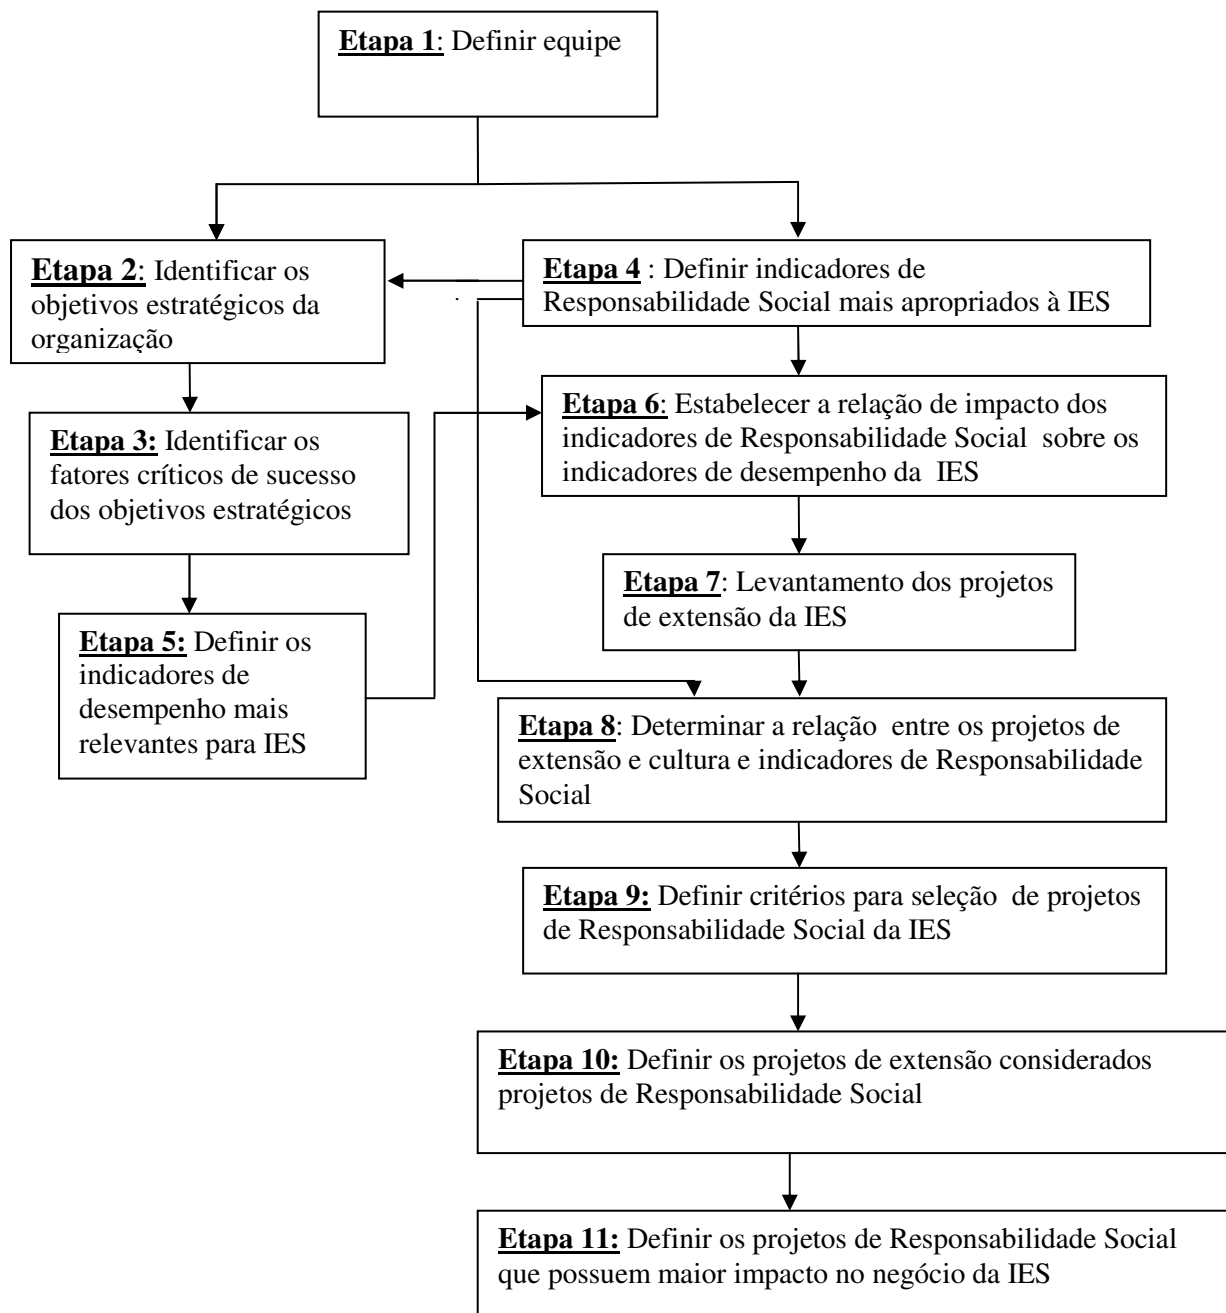 Etapa 1: Definir equipe
Etapa 2: Identificar os
objetivos estratégicos da
organização
Etapa 4 : Definir indicadores de
Responsabilidade Social mais apropriados à IES
Etapa 3: Identificar os
fatores críticos de sucesso
dos objetivos estratégicos
Etapa 6: Estabelecer a relação de impacto dos
indicadores de Responsabilidade Social sobre os
indicadores de desempenho da IES
Etapa 5: Definir os
indicadores de
desempenho mais
relevantes para IES
Etapa 7: Levantamento dos projetos
de extensão da IES
Etapa 8: Determinar a relação entre os projetos de
extensão e cultura e indicadores de Responsabilidade
Social
Etapa 9: Definir critérios para seleção de projetos
de Responsabilidade Social da IES
Etapa 10: Definir os projetos de extensão considerados
projetos de Responsabilidade Social
Etapa 11: Definir os projetos de Responsabilidade Social
que possuem maior impacto no negócio da IES